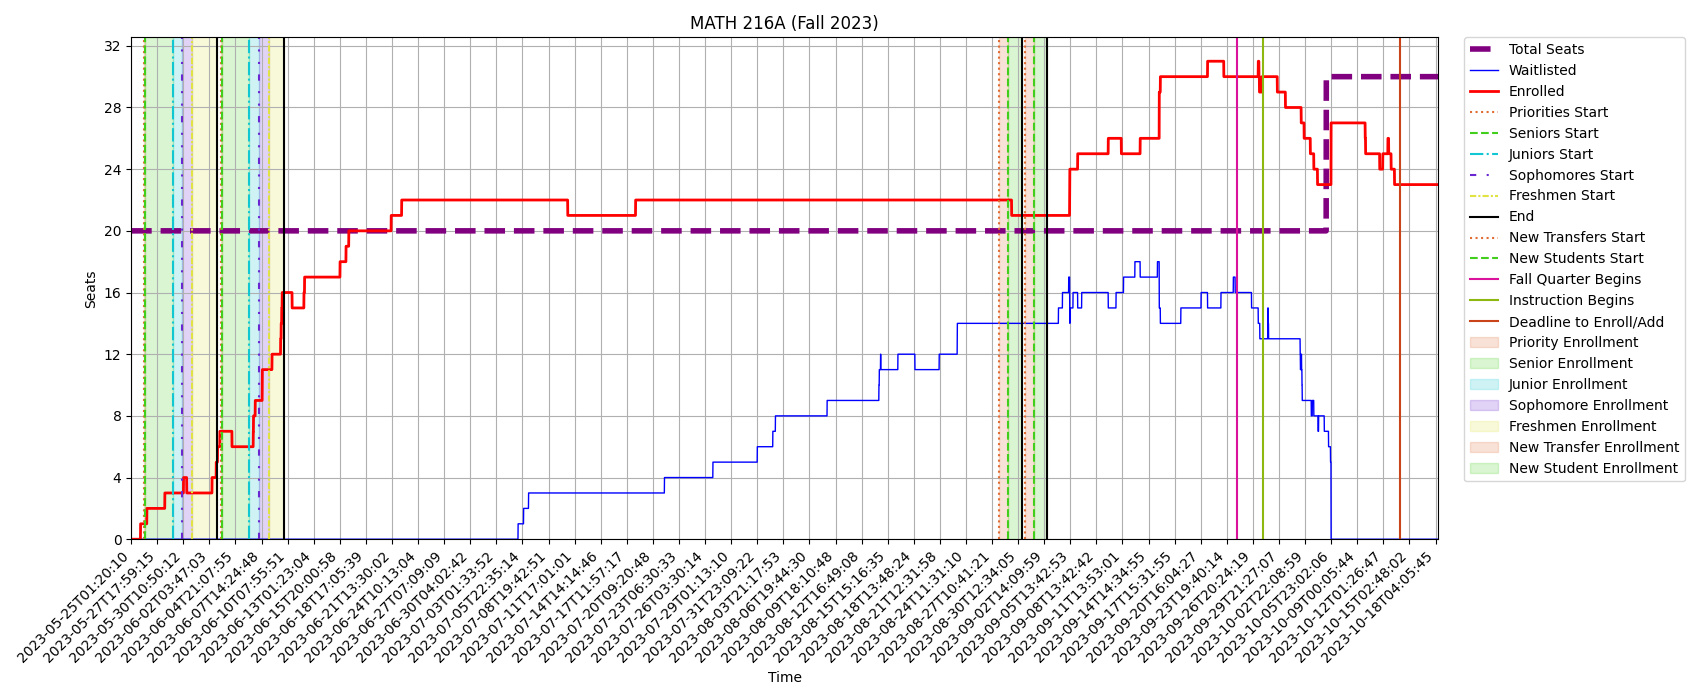 MATH 216A (Fall 2023)
Seats
32
28
24
20
16
12
8
4
0
2023-05-25T01:20:10
2023-05-27T17:59:15
2023-05-30T10:50:12
2023-06-02T03:47:03
2023-06-04T21:07:55
2023-06-07T14:24:48
2023-06-10T07:55:51
2023-06-13T01:23:04
2023-06-15T20:00:58
2023-06-18T17:05:39
2023-06-21T13:30:02
2023-06-24T10:13:04
2023-06-27T07:09:09
2023-06-30T04:02:42
2023-07-03T01:33:52
2023-07-05T22:35:14
2023-07-08T19:42:51
2023-07-11T17:01:01
2023-07-14T14:14:46
2023-07-17T11:57:17
2023-07-20T09:20:48
2023-07-23T06:30:33
2023-07-26T03:30:14
2023-07-29T01:13:10
2023-07-31T23:09:22
2023-08-03T21:17:53
2023-08-06T19:44:30
2023-08-09T18:10:48
2023-08-12T16:49:08
2023-08-15T15:16:35
2023-08-18T13:48:24
2023-08-21T12:31:58
2023-08-24T11:31:10
2023-08-27T10:41:21
2023-08-30T12:34:05
2023-09-02T14:09:59
2023-09-05T13:42:53
2023-09-08T13:42:42
2023-09-11T13:53:01
2023-09-14T14:34:55
2023-09-17T15:31:55
2023-09-20T16:04:27
2023-09-23T19:40:14
2023-09-26T20:24:19
2023-09-29T21:27:07
2023-10-02T22:08:59
2023-10-05T23:02:06
2023-10-09T00:05:44
2023-10-12T01:26:47
2023-10-15T02:48:02
2023-10-18T04:05:45
Time
Total Seats
Waitlisted
Enrolled
Priorities Start
Seniors Start
Juniors Start
Sophomores Start
Freshmen Start
End
New Transfers Start
New Students Start
Fall Quarter Begins
Instruction Begins
Deadline to Enroll/Add
Priority Enrollment
Senior Enrollment
Junior Enrollment
Sophomore Enrollment
Freshmen Enrollment
New Transfer Enrollment
New Student Enrollment